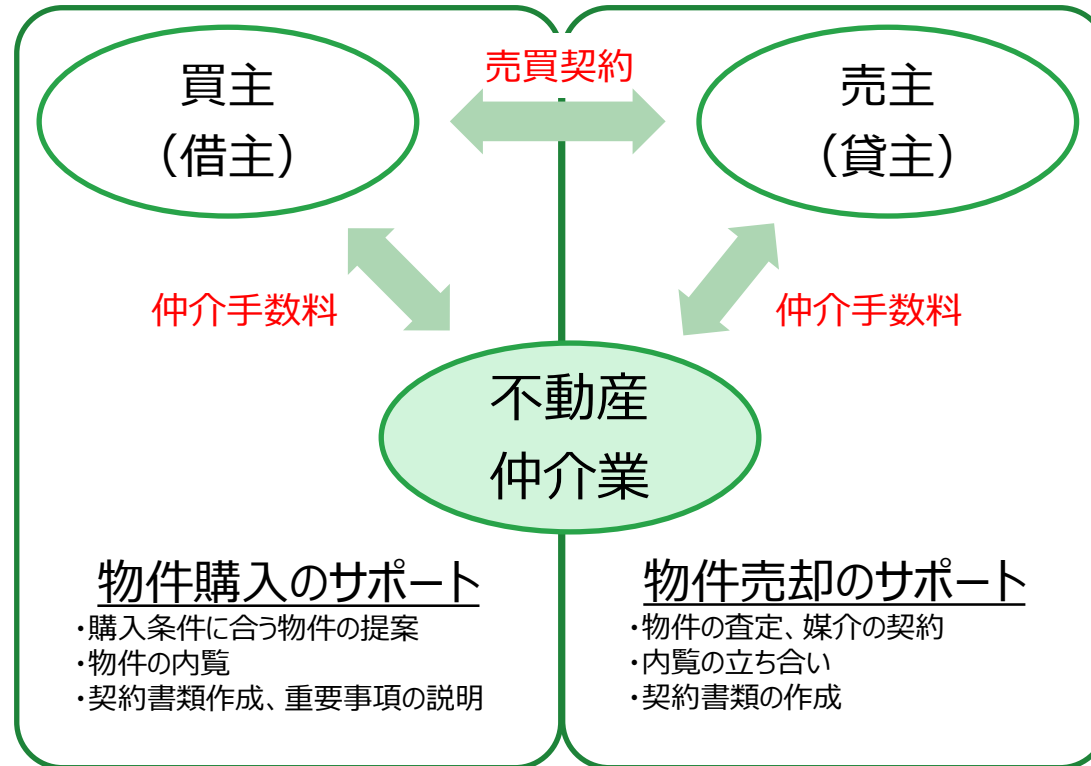 売買契約
買主
（借主）
売主
（貸主）
仲介手数料
仲介手数料
不動産
仲介業
物件購入のサポート
・購入条件に合う物件の提案
・物件の内覧
・契約書類作成、重要事項の説明
物件売却のサポート
・物件の査定、媒介の契約
・内覧の立ち合い
・契約書類の作成